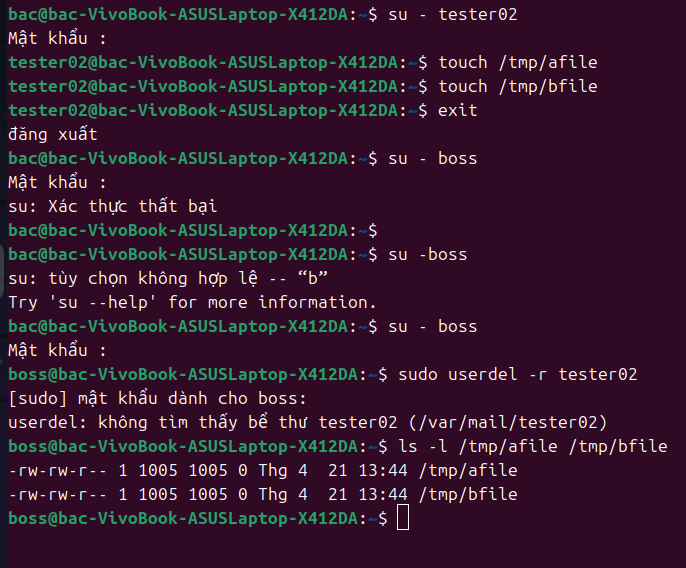 bac@bac-VivoBook-ASUSLaptop-X412DA:~$ su - tester02
Mật khẩu :
tester02@bac-VivoBook-ASUSLaptop-X412DA:~$ touch /tmp/afile
tester02@bac-VivoBook-ASUSLaptop-X412DA:~$ touch /tmp/bfile
tester02@bac-VivoBook-ASUSLaptop-X412DA:~$ exit
đăng xuất
bac@bac-VivoBook-ASUSLaptop-X412DA:~$ su - boss
Mật khẩu :
su: Xác thực thất bại
bac@bac-VivoBook-ASUSLaptop-X412DA:~$
bac@bac-VivoBook-ASUSLaptop-X412DA:~$ su -boss
su: tùy chọn không hợp lệ -- “b”
Try 'su --help' for more information.
bac@bac-VivoBook-ASUSLaptop-X412DA:~$ su - boss
Mật khẩu :
boss@bac-VivoBook-ASUSLaptop-X412DA:~$ sudo userdel -r tester02
[sudo] mật khẩu dành cho boss:
userdel: không tìm thấy bể thư tester02 (/var/mail/tester02)
boss@bac-VivoBook-ASUSLaptop-X412DA:~$ ls -l /tmp/afile /tmp/bfile
-rw-rw-r-- 1 1005 1005 0 Thg 4  21 13:44 /tmp/afile
-rw-rw-r-- 1 1005 1005 0 Thg 4  21 13:44 /tmp/bfile
boss@bac-VivoBook-ASUSLaptop-X412DA:~$